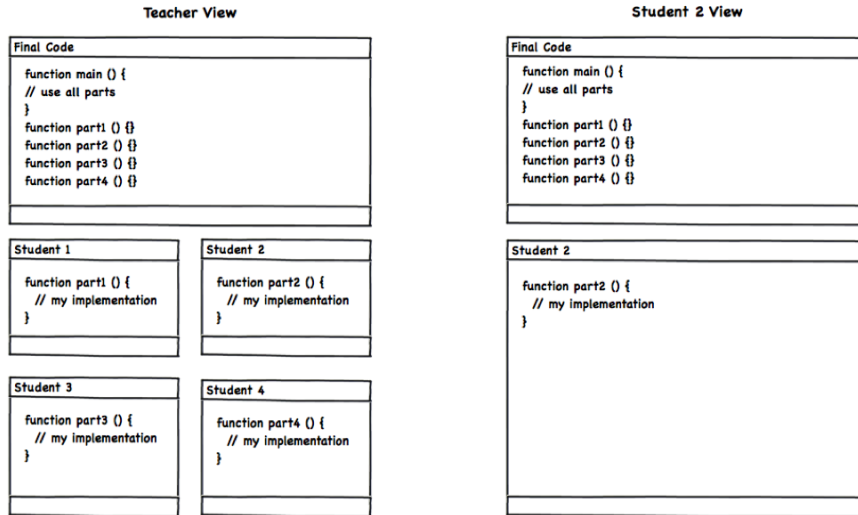 Teacher View
Final Code
function main () {
// use all parts
}
function part1 () {}
function part2 () {}
function part3 () {}
function part4 () {}
Student 1
function part1 () {
// my implementation
}
Student 2
function part2 () {
// my implementation
}
Student 3
function part3 () {
// my implementation
}
Student 4
function part4 () {
// my implementation
}
Student 2 View
Final Code
function main () {
// use all parts
}
function part1 () {}
function part2 () {}
function part3 () {}
function part4 () {}
Student 2
function part2 () {
// my implementation
}